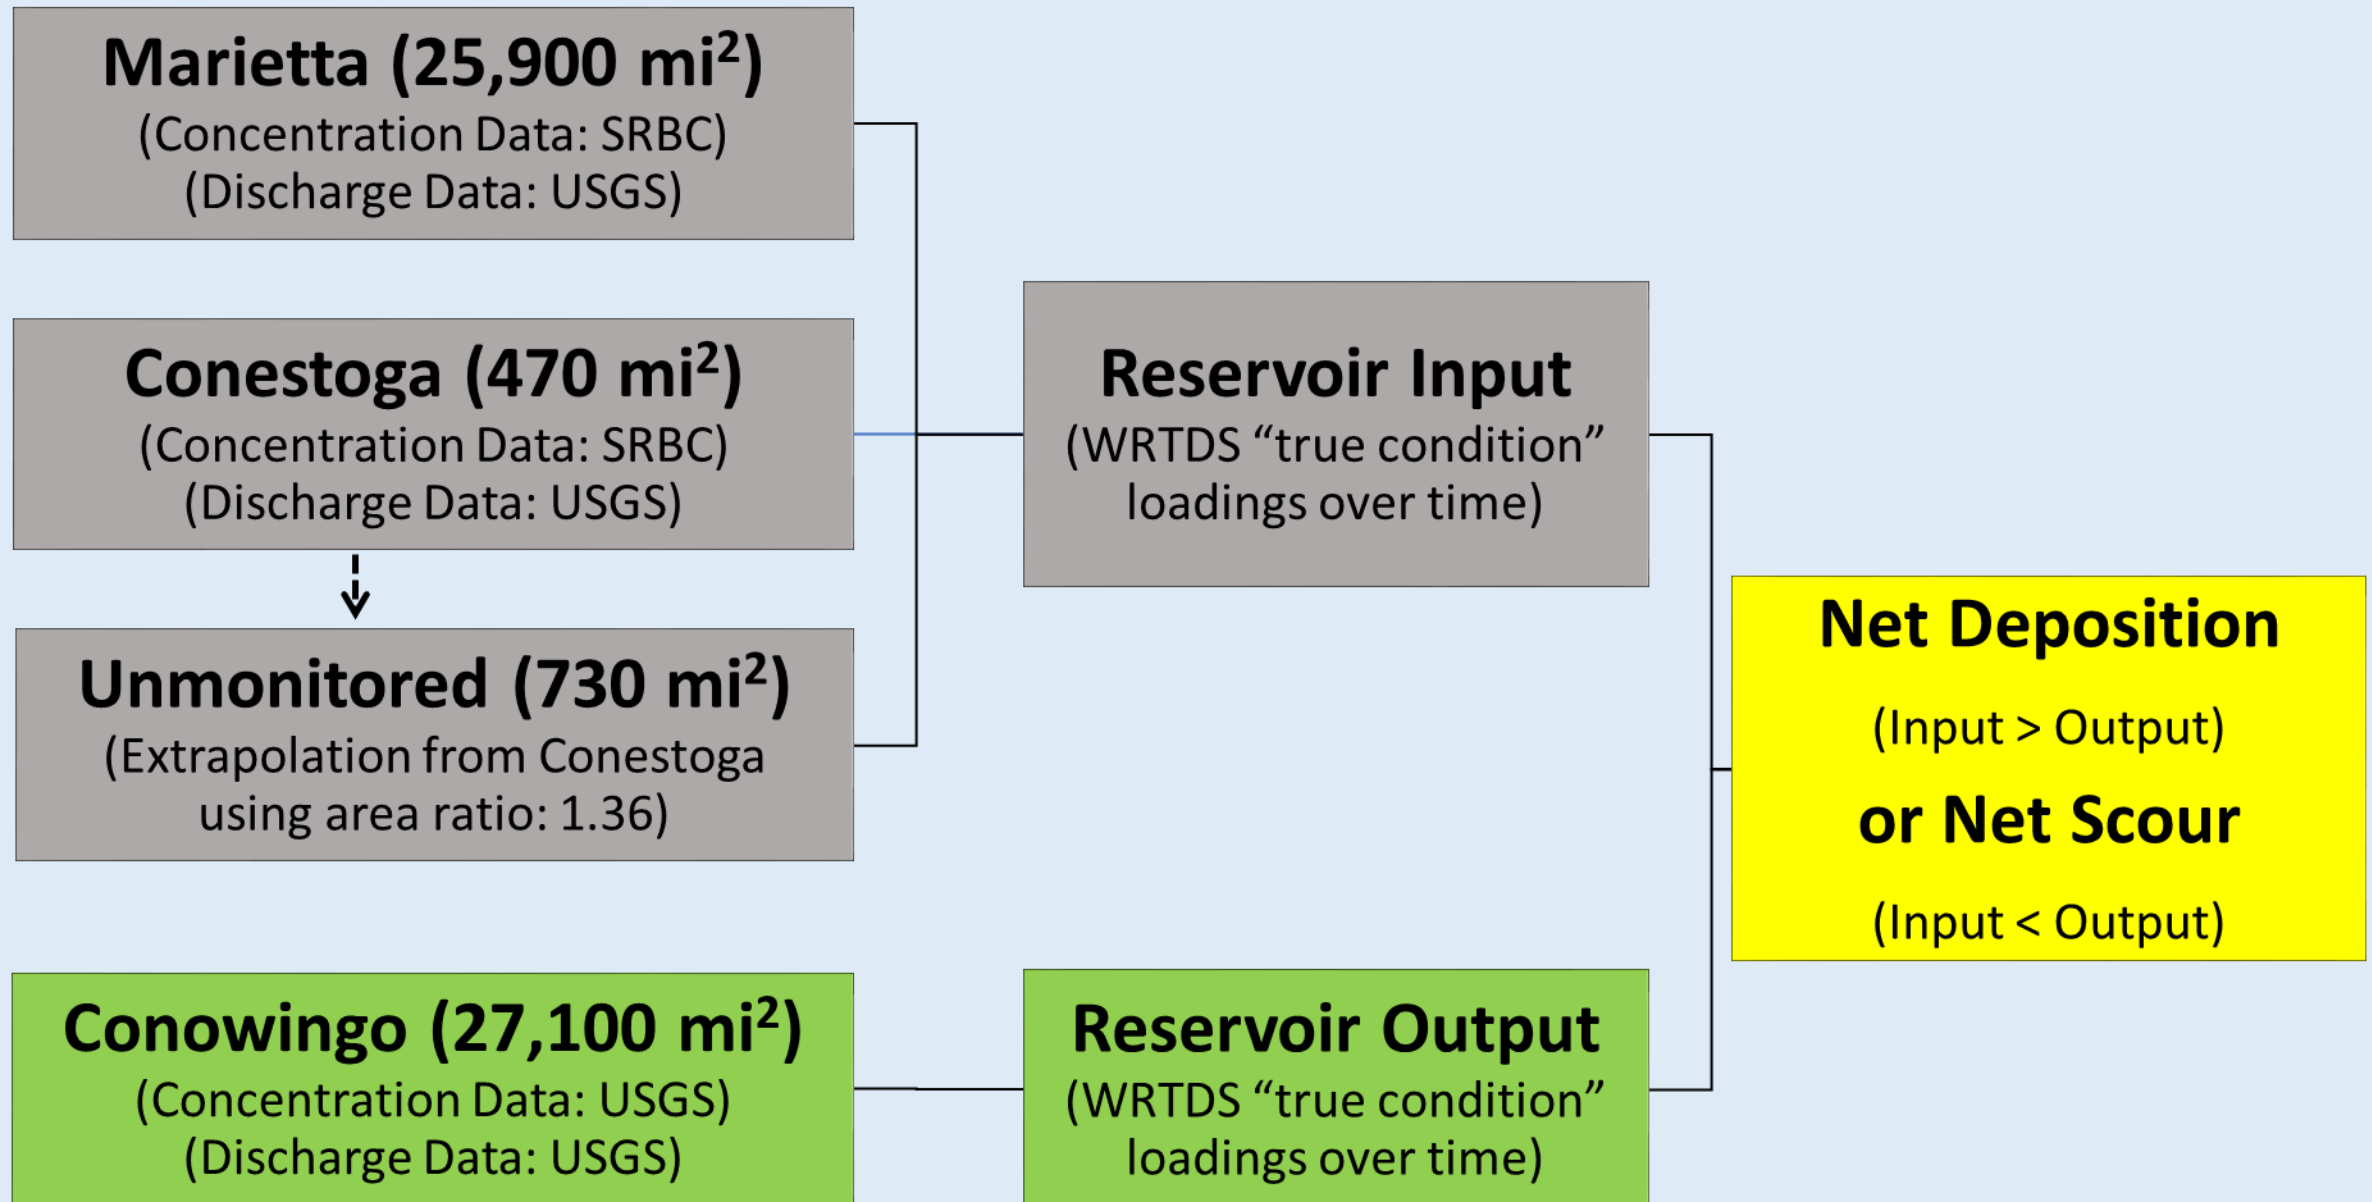 Marietta (25,900 mi²)
(Concentration Data: SRBC)
(Discharge Data: USGS)
Conestoga (470 mi²)
(Concentration Data: SRBC)
(Discharge Data: USGS)
Unmonitored (730 mi²)
(Extrapolation from Conestoga
using area ratio: 1.36)
Conowingo (27,100 mi²)
(Concentration Data: USGS)
(Discharge Data: USGS)
Reservoir Input
(WRTDS “true condition”
loadings over time)
Reservoir Output
(WRTDS “true condition”
loadings over time)
Net Deposition
(Input > Output)
or Net Scour
(Input < Output)